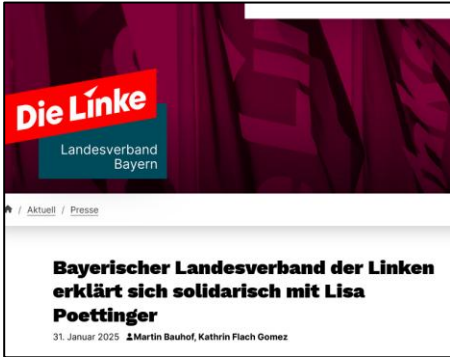 Die Linke
Landesverband
Bayern
/ Aktuell / Presse
Bayerischer Landesverband der Linken
erklärt sich solidarisch mit Lisa
Poettinger
31. Januar 2025 Martin Bauhof, Kathrin Flach Gomez